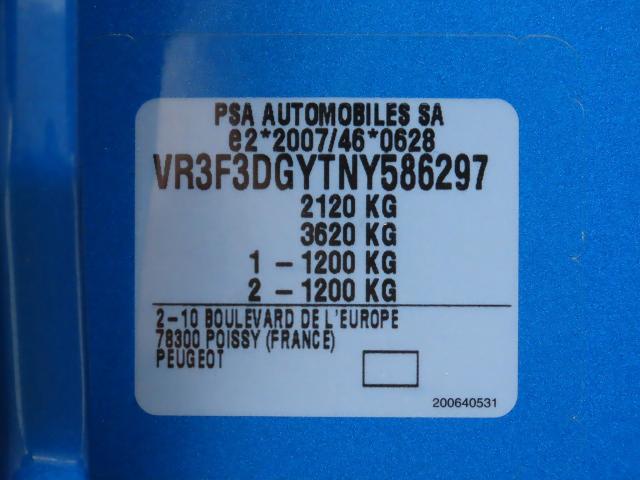 PSA AUTOMOBILES SA
e2*2007/46*0628
VR3F3DGYTNY586297
2120 KG
3620 KG
1 – 1200 KG
2 – 1200 KG
2–10 BOULEVARD DE L'EUROPE
78300 POISSY (FRANCE)
PEUGEOT
200640531